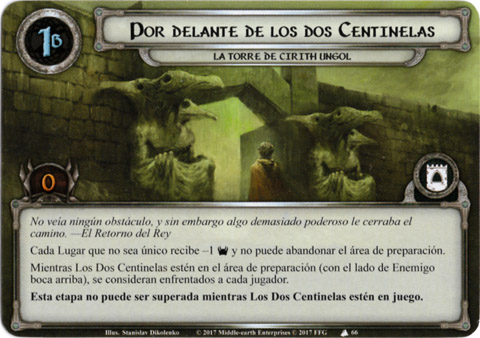 1B
Por delante de los dos Centinelas
La Torre de Cirith Ungol
0
No veía ningún obstáculo, y sin embargo algo demasiado poderoso le cerraba el
camino. —El Retorno del Rey
Cada Lugar que no sea único recibe –1 y no puede abandonar el área de preparación.
Mientras Los Dos Centinelas estén en el área de preparación (con el lado de Enemigo
boca arriba), se consideran enfrentados a cada jugador.
Esta etapa no puede ser superada mientras Los Dos Centinelas estén en juego.
Illus. Stanislav Dikolenko © 2017 Middle-earth Enterprises © 2017 FFG 66